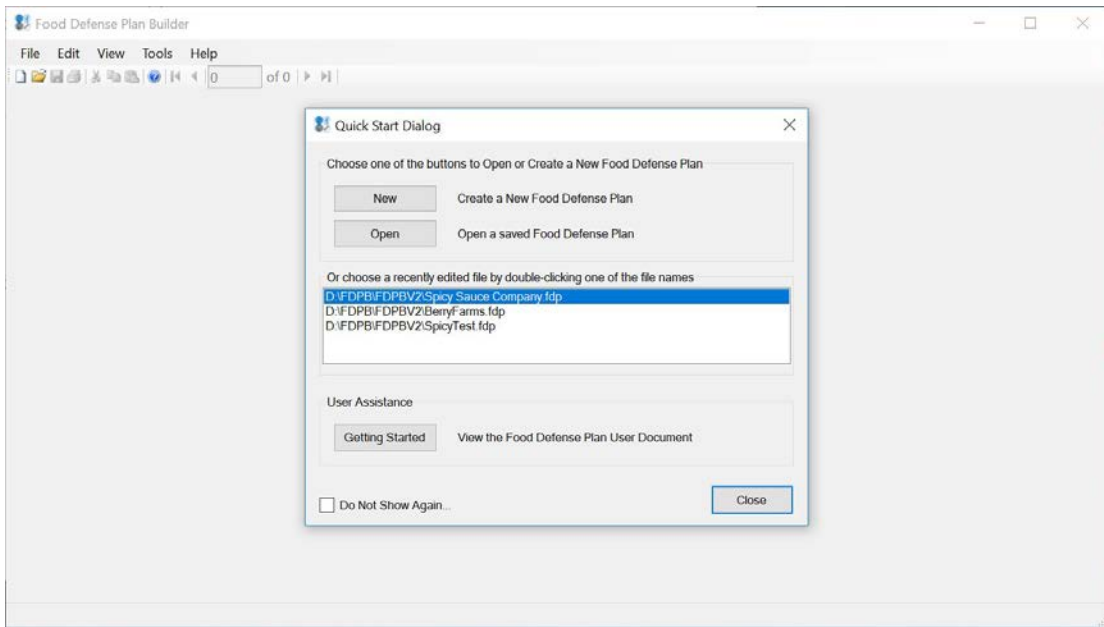 Food Defense Plan Builder
File Edit View Tools Help
0 of 0
Quick Start Dialog
Choose one of the buttons to Open or Create a New Food Defense Plan
New Create a New Food Defense Plan
Open Open a saved Food Defense Plan
Or choose a recently edited file by double-clicking one of the file names
D:\FDPB\FDPBV2\Spicy Sauce Company.fdp
D:\FDPB\FDPBV2\BerryFarms.fdp
D:\FDPB\FDPBV2\SpicyTest.fdp
User Assistance
Getting Started View the Food Defense Plan User Document
Do Not Show Again...
Close